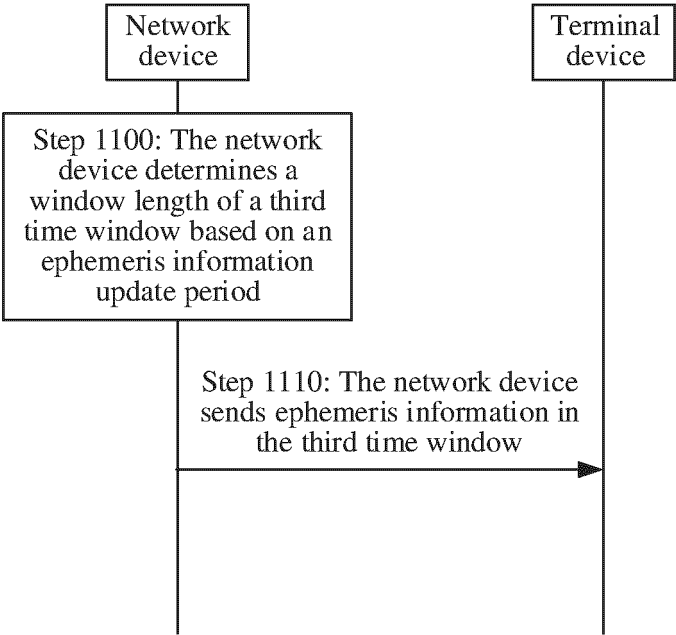 Network
device
Terminal
device
Step 1100: The network
device determines a
window length of a third
time window based on an
ephemeris information
update period
Step 1110: The network device
sends ephemeris information in
the third time window